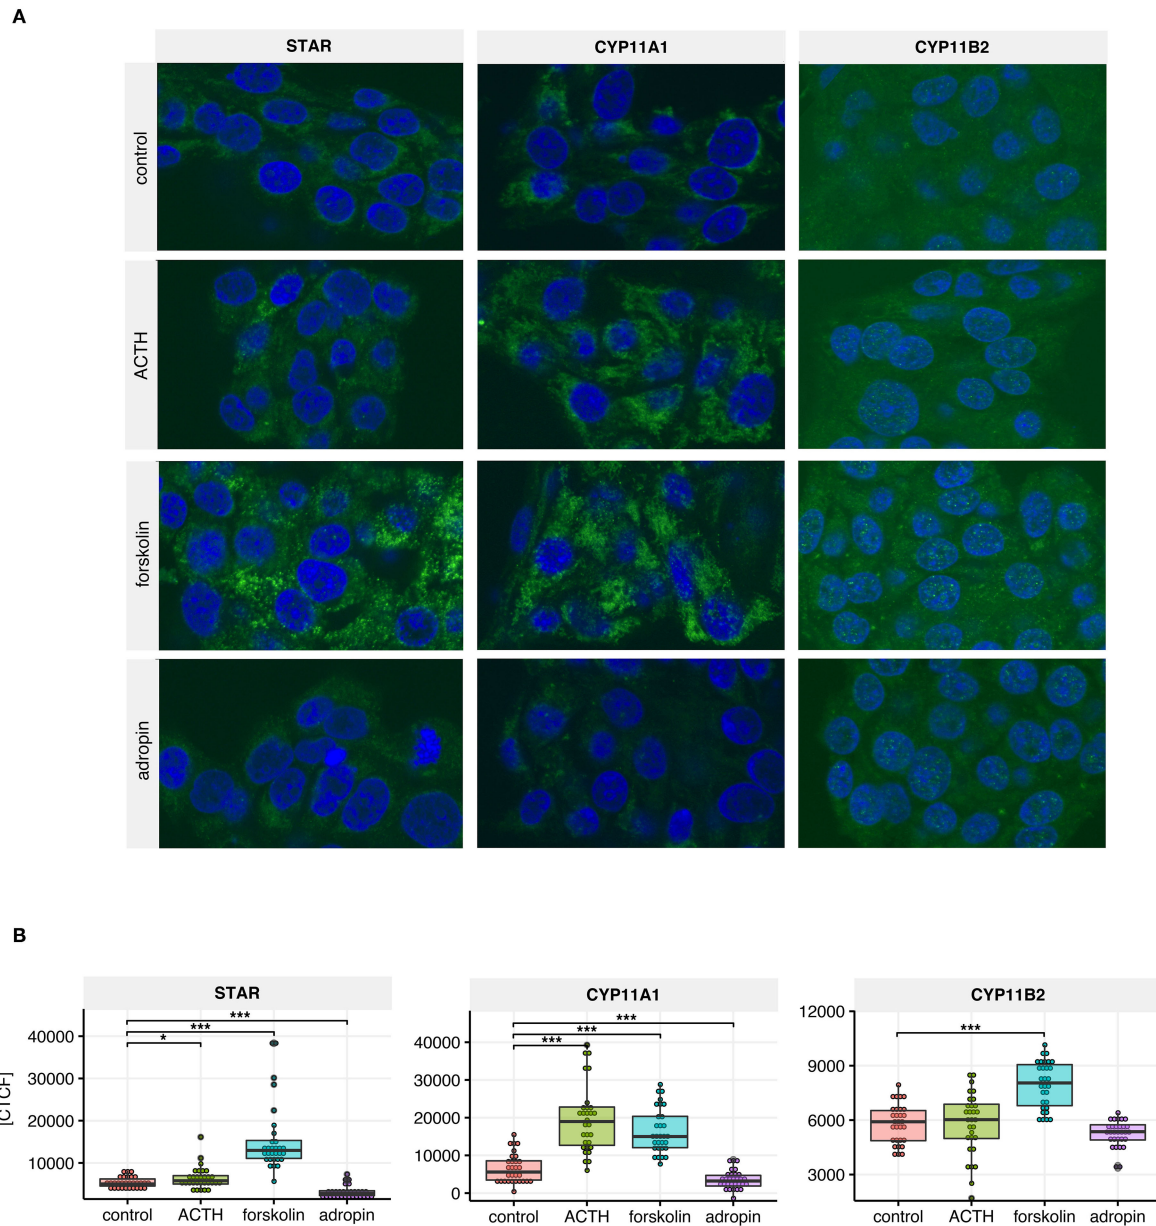 A
STAR CYP11A1 CYP11B2
control
ACTH
forskolin
adropin
B
STAR CYP11A1 CYP11B2
[CTCF]
40000
30000
20000
10000
***
***
*
control ACTH forskolin adropin
40000
30000
20000
10000
0
***
***
***
control ACTH forskolin adropin
12000
9000
6000
3000
***
control ACTH forskolin adropin